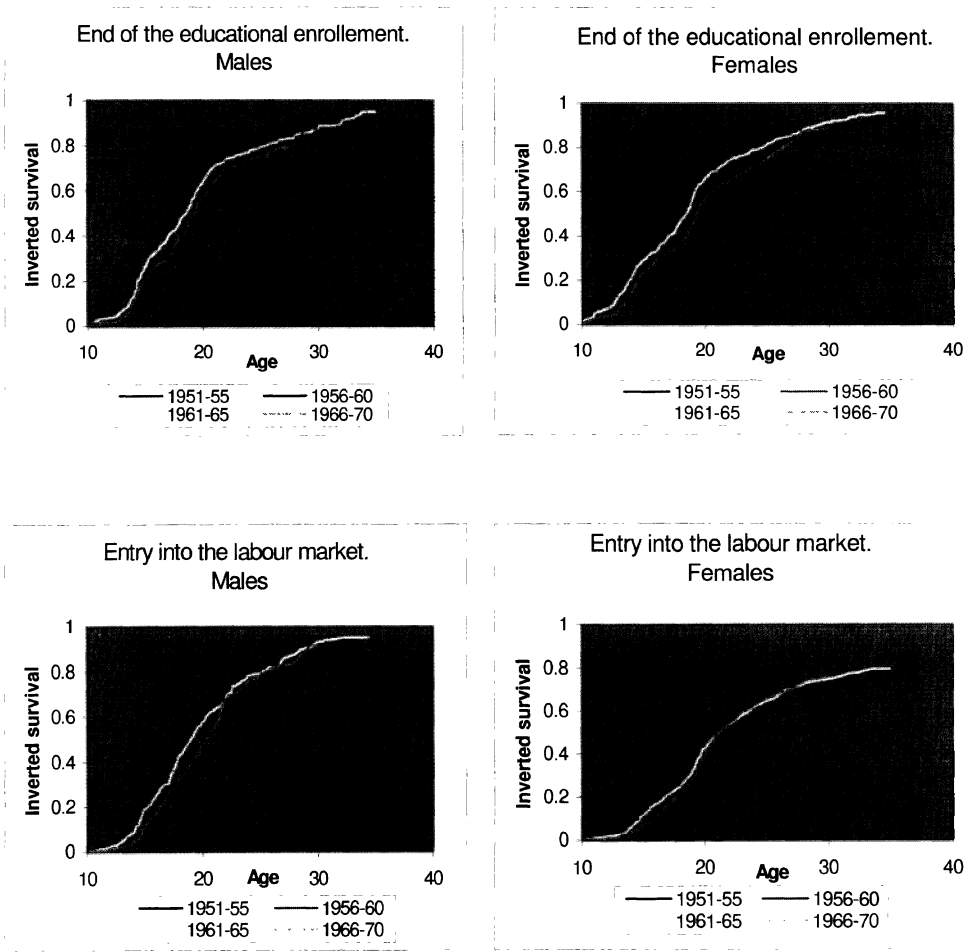 End of the educational enrollement.
Males
1
0.8
0.6
0.4
0.2
0
Inverted survival
10 20 30 40
Age
1951-55 1956-60
1961-65 1966-70
End of the educational enrollement.
Females
1
0.8
0.6
0.4
0.2
0
Inverted survival
10 20 30 40
Age
1951-55 1956-60
1961-65 1966-70
Entry into the labour market.
Males
1
0.8
0.6
0.4
0.2
0
Inverted survival
10 20 30 40
Age
1951-55 1956-60
1961-65 1966-70
Entry into the labour market.
Females
1
0.8
0.6
0.4
0.2
0
Inverted survival
10 20 30 40
Age
1951-55 1956-60
1961-65 1966-70